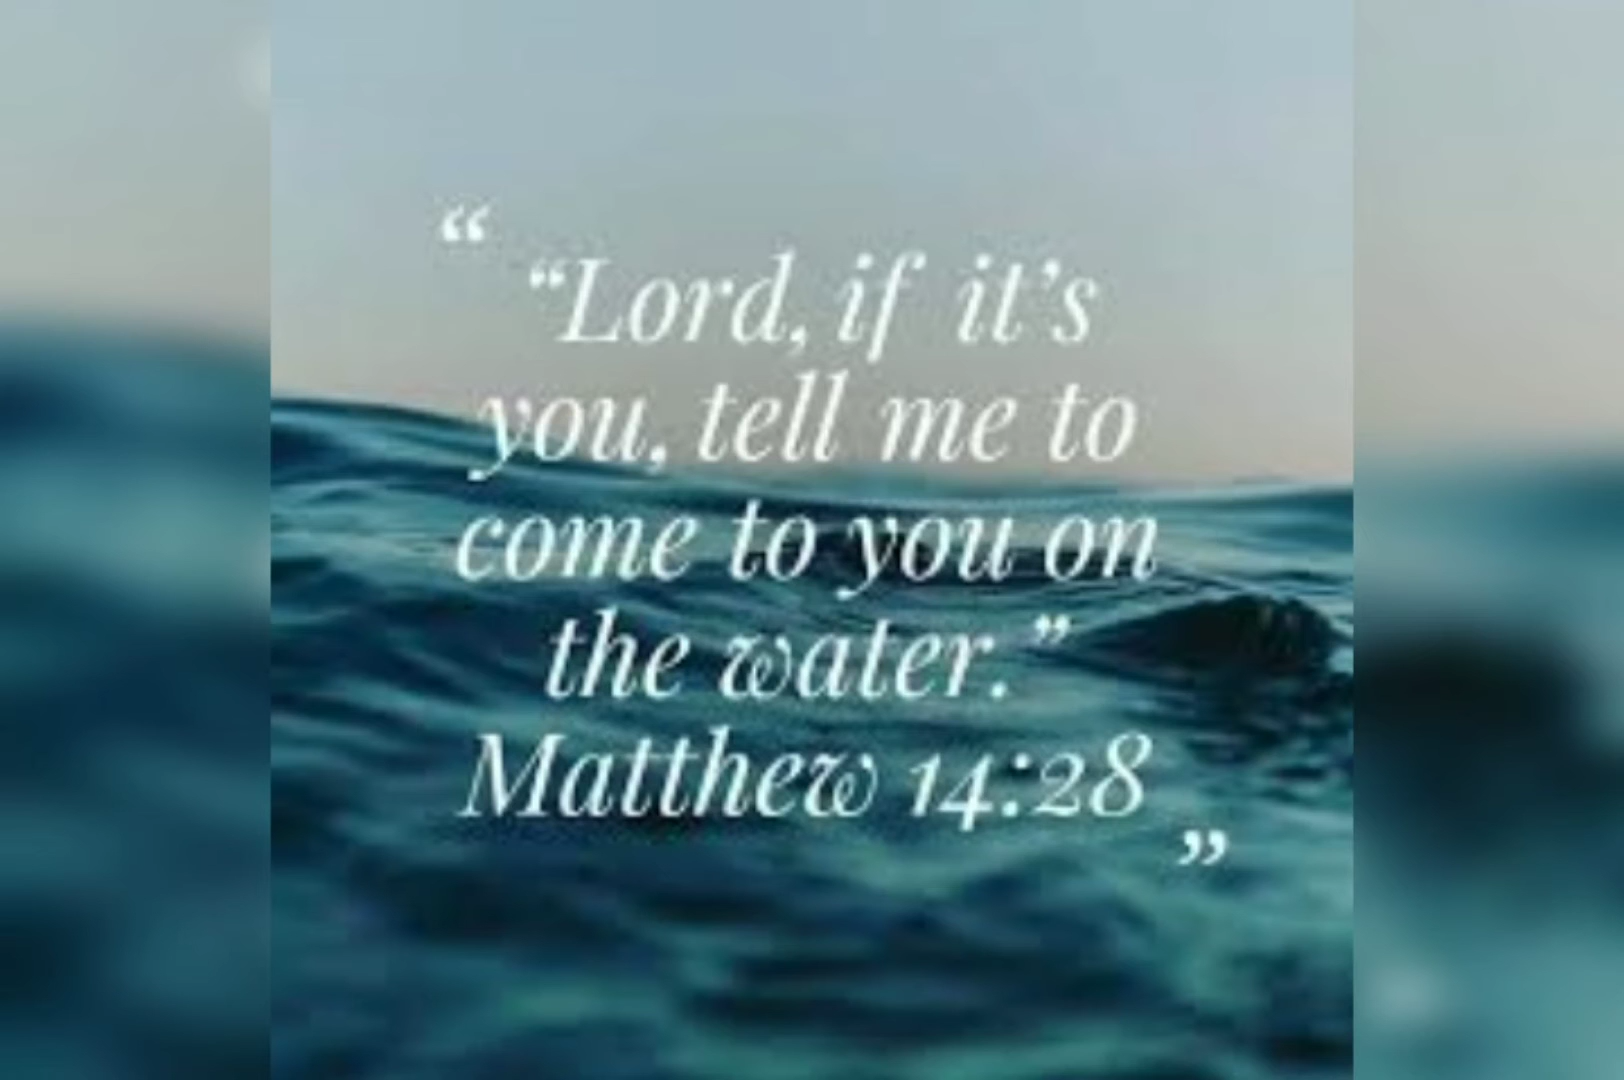 “
“Lord, if it’s
you, tell me to
come to you on
the water.”
Matthew 14:28
”